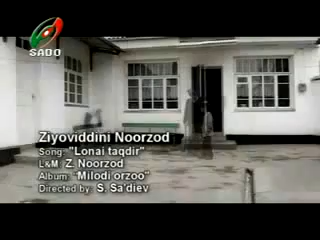 SADO
Ziyoviddini Noorzod
Song: "Lonai taqdir"
L&M: Z. Noorzod
Album: "Milodi orzoo"
Directed by: S. Sa'diev